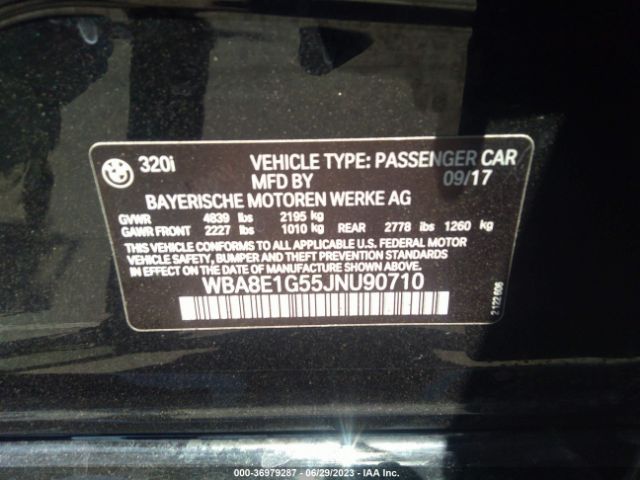 320i VEHICLE TYPE: PASSENGER CAR
MFD BY 09/17
BAYERISCHE MOTOREN WERKE AG
GVWR 4839 lbs 2195 kg
GAWR FRONT 2227 lbs 1010 kg REAR 2778 lbs 1260 kg
THIS VEHICLE CONFORMS TO ALL APPLICABLE U.S. FEDERAL MOTOR
VEHICLE SAFETY, BUMPER, AND THEFT PREVENTION STANDARDS
IN EFFECT ON THE DATE OF MANUFACTURE SHOWN ABOVE.
WBA8E1G55JNU90710
2 122 606
000-36979287 - 06/29/2023 - IAA Inc.